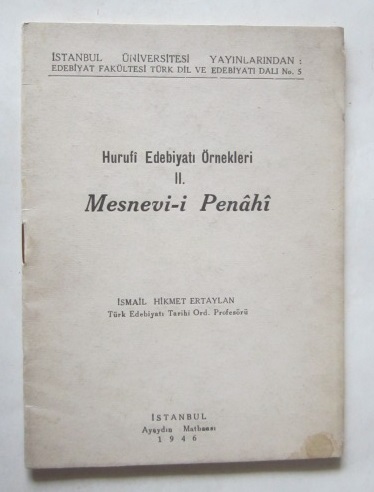 İSTANBUL ÜNİVERSİTESİ YAYINLARINDAN :
EDEBİYAT FAKÜLTESİ TÜRK DİL VE EDEBİYATI DALI No. 5
Hurufî Edebiyatı Örnekleri
II.
Mesnevi-i Penâhî
İSMAİL HİKMET ERTAYLAN
Türk Edebiyatı Tarihi Ord. Profesörü
İSTANBUL
Ayaydın Matbaası
1946